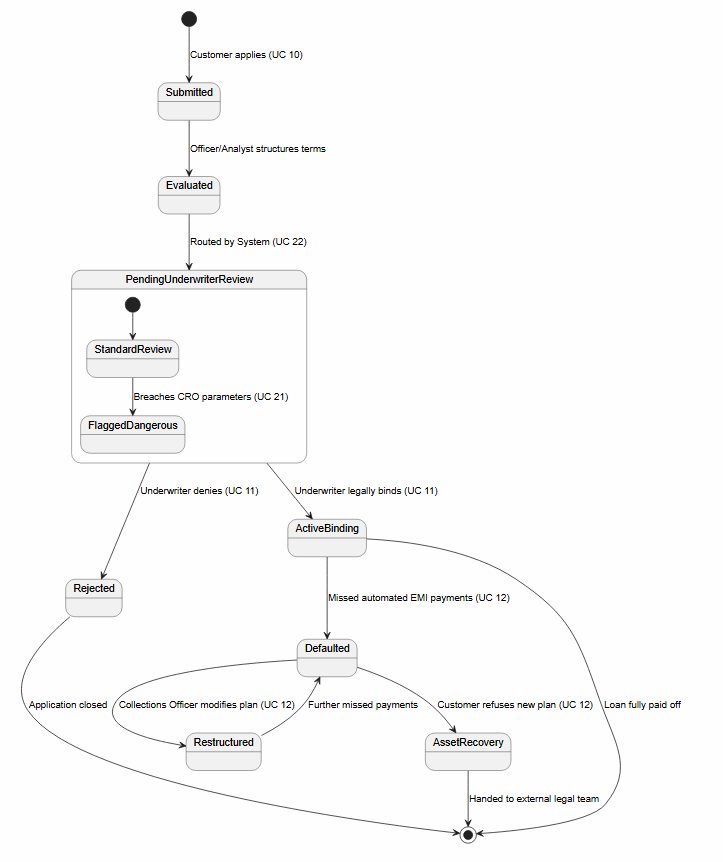 Customer applies (UC 10)
Submitted
Officer/Analyst structures terms
Evaluated
Routed by System (UC 22)
PendingUnderwriterReview
StandardReview
Breaches CRO parameters (UC 21)
FlaggedDangerous
Underwriter denies (UC 11)
Underwriter legally binds (UC 11)
ActiveBinding
Rejected
Missed automated EMI payments (UC 12)
Defaulted
Application closed
Collections Officer modifies plan (UC 12)
Further missed payments
Customer refuses new plan (UC 12)
Loan fully paid off
Restructured
AssetRecovery
Handed to external legal team